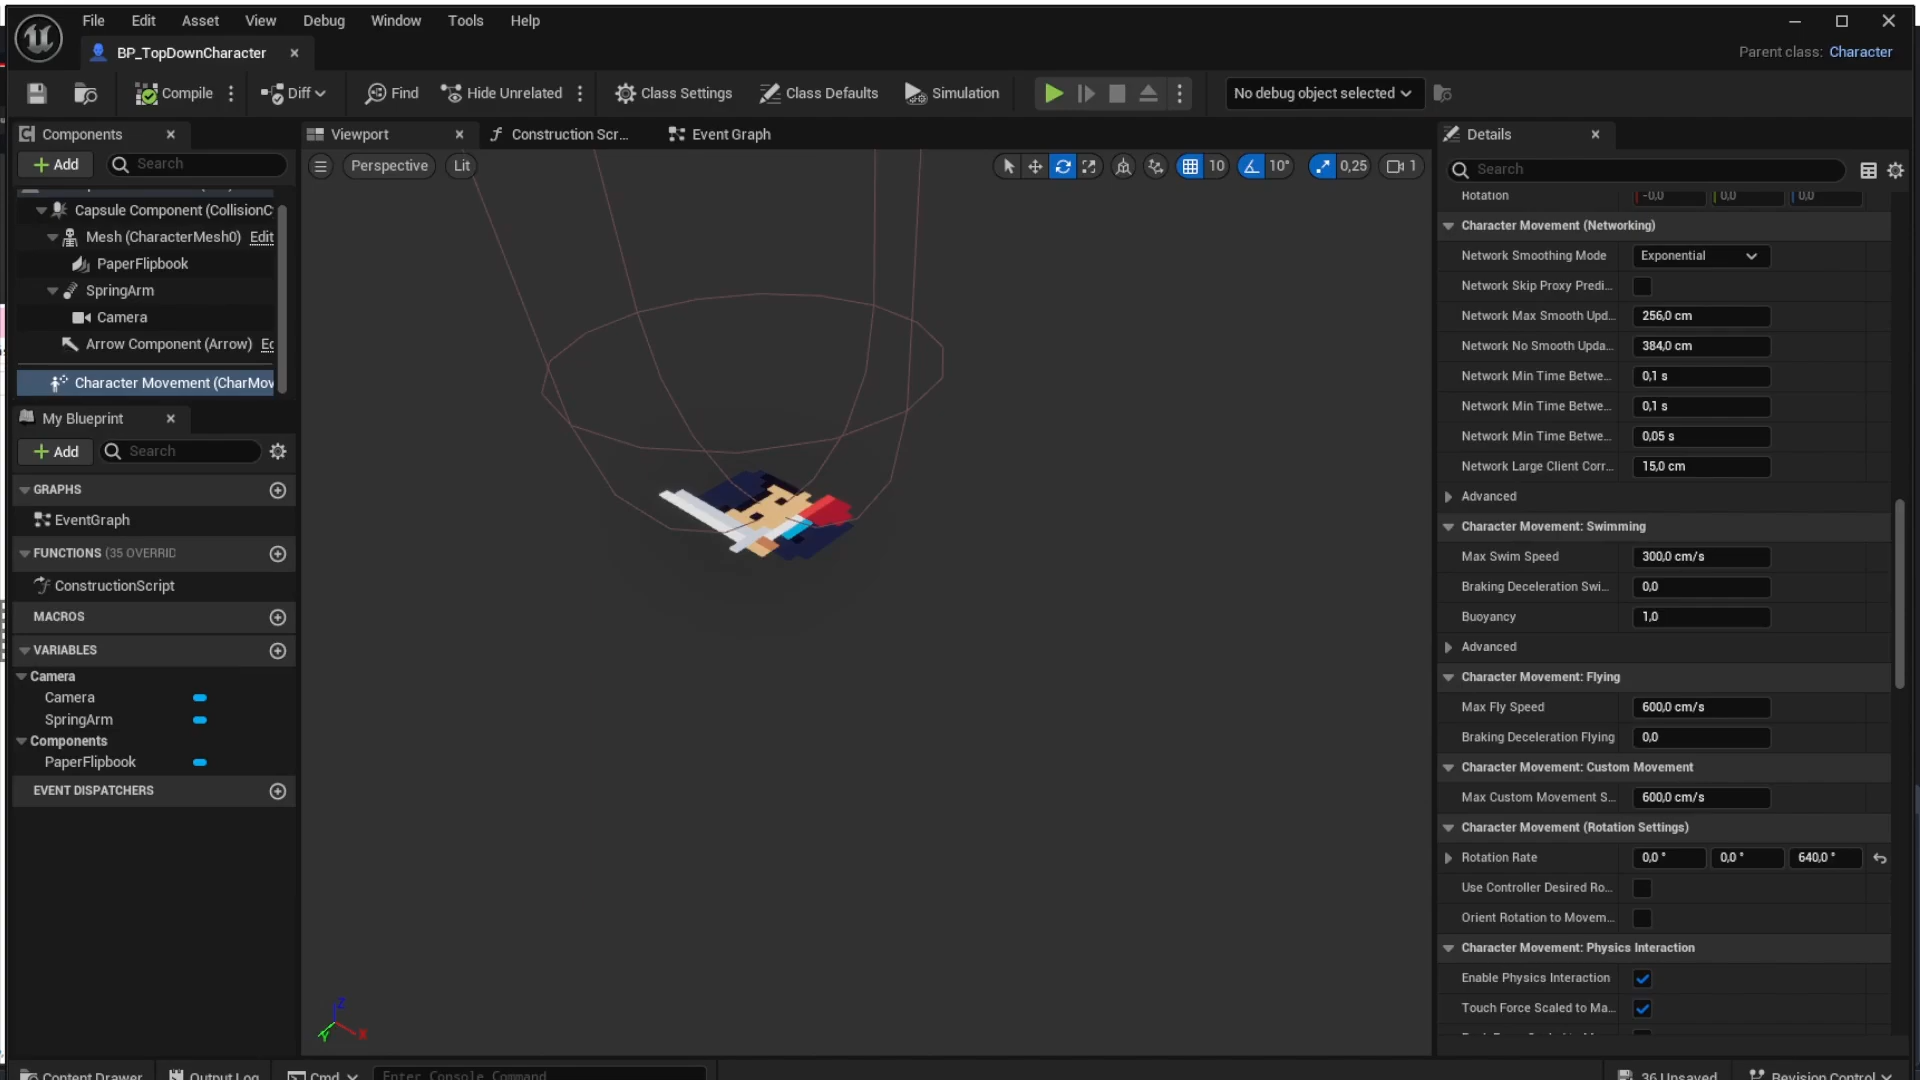 File Edit Asset View Debug Window Tools Help
BP_TopDownCharacter
Parent class: Character
Compile Diff Find Hide Unrelated Class Settings Class Defaults Simulation No debug object selected
Components
Add Search
Capsule Component (CollisionC
Mesh (CharacterMesh0) Edit
PaperFlipbook
SpringArm
Camera
Arrow Component (Arrow) Ec
Character Movement (CharMov
My Blueprint
Add Search
GRAPHS
EventGraph
FUNCTIONS (35 OVERRID
ConstructionScript
MACROS
VARIABLES
Camera
Camera
SpringArm
Components
PaperFlipbook
EVENT DISPATCHERS
Viewport Construction Scr... Event Graph
Perspective Lit 10 10° 0,25 1
Z
Y X
Details
Search
Rotation -0,0 0,0 0,0
Character Movement (Networking)
Network Smoothing Mode Exponential
Network Skip Proxy Predi...
Network Max Smooth Upd... 256,0 cm
Network No Smooth Upda... 384,0 cm
Network Min Time Betwe... 0,1 s
Network Min Time Betwe... 0,1 s
Network Min Time Betwe... 0,05 s
Network Large Client Corr... 15,0 cm
Advanced
Character Movement: Swimming
Max Swim Speed 300,0 cm/s
Braking Deceleration Swi... 0,0
Buoyancy 1,0
Advanced
Character Movement: Flying
Max Fly Speed 600,0 cm/s
Braking Deceleration Flying 0,0
Character Movement: Custom Movement
Max Custom Movement S... 600,0 cm/s
Character Movement (Rotation Settings)
Rotation Rate 0,0 ° 0,0 ° 640,0 °
Use Controller Desired Ro...
Orient Rotation to Movem...
Character Movement: Physics Interaction
Enable Physics Interaction
Touch Force Scaled to Ma...
Content Drawer Output Log Cmd Enter Console Command 36 Unsaved Revision Control